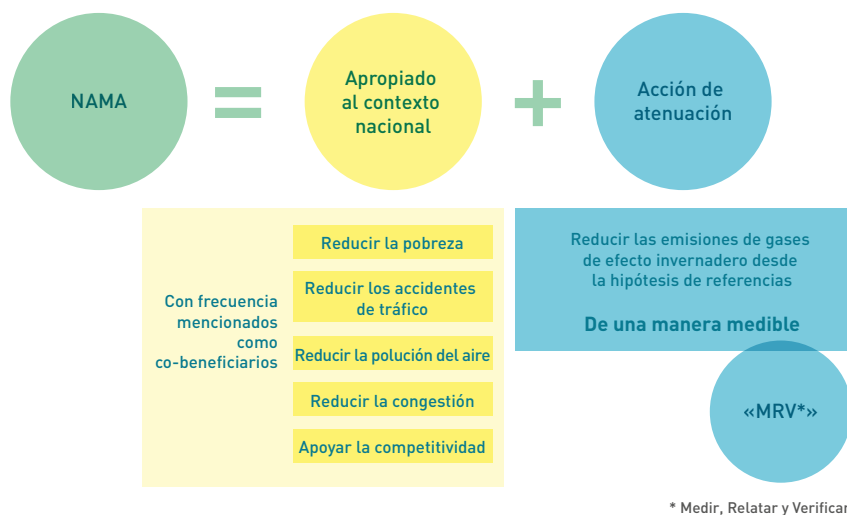 NAMA
=
Apropiado
al contexto
nacional
+
Acción de
atenuación
Con frecuencia
mencionados
como
co-beneficiarios
Reducir la pobreza
Reducir los accidentes
de tráfico
Reducir la polución del aire
Reducir la congestión
Apoyar la competitividad
Reducir las emisiones de gases
de efecto invernadero desde
la hipótesis de referencias
De una manera medible
«MRV*»
* Medir, Relatar y Verificar